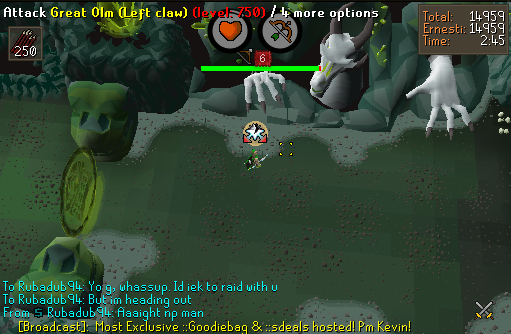 Attack Great Olm (Left claw) (level, 750) / 4 more options
Total: 14959
Ernestr: 14959
Time: 2:45
250
6
To Rubadub94: Yo g, whassup. Id iek to raid with u
To Rubadub94: But im heading out
From S Rubadub94: Aaaight np man
[Broadcast]: Most Exclusive ::Goodiebag & ::sdeals hosted! Pm Kevin!